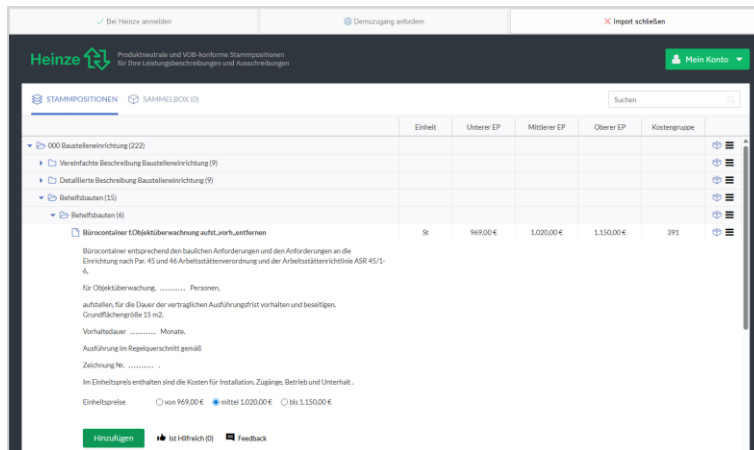 Bei Heinze anmelden
Demozugang anfordern
Import schließen
Heinze
Produktneutrale und VOB-konforme Stammpositionen
für Ihre Leistungsbeschreibungen und Ausschreibungen
Mein Konto
STAMMPOSITIONEN
SAMMELBOX (0)
Suchen
Einheit Unterer EP Mittlerer EP Oberer EP Kostengruppe
000 Baustelleneinrichtung (222)
Vereinfachte Beschreibung Baustelleneinrichtung (9)
Detaillierte Beschreibung Baustelleneinrichtung (9)
Behelfsbauten (15)
Behelfsbauten (6)
Bürocontainer f.Objektüberwachung aufst.,vorh.,entfernen St 969,00 € 1.020,00 € 1.150,00 € 391
Bürocontainer entsprechend den baulichen Anforderungen und den Anforderungen an die
Einrichtung nach Par. 45 und 46 Arbeitsstättenverordnung und der Arbeitsstättenrichtlinie ASR 45/1-
6,
für Objektüberwachung, .......... Personen,
aufstellen, für die Dauer der vertraglichen Ausführungsfrist vorhalten und beseitigen.
Grundflächengröße 15 m2,
Vorhaltedauer .......... Monate,
Ausführung im Regelquerschnitt gemäß
Zeichnung Nr. .......... .
Im Einheitspreis enthalten sind die Kosten für Installation, Zugänge, Betrieb und Unterhalt .
Einheitspreise von 969,00 € mittel 1.020,00 € bis 1.150,00 €
Hinzufügen Ist Hilfreich (0) Feedback